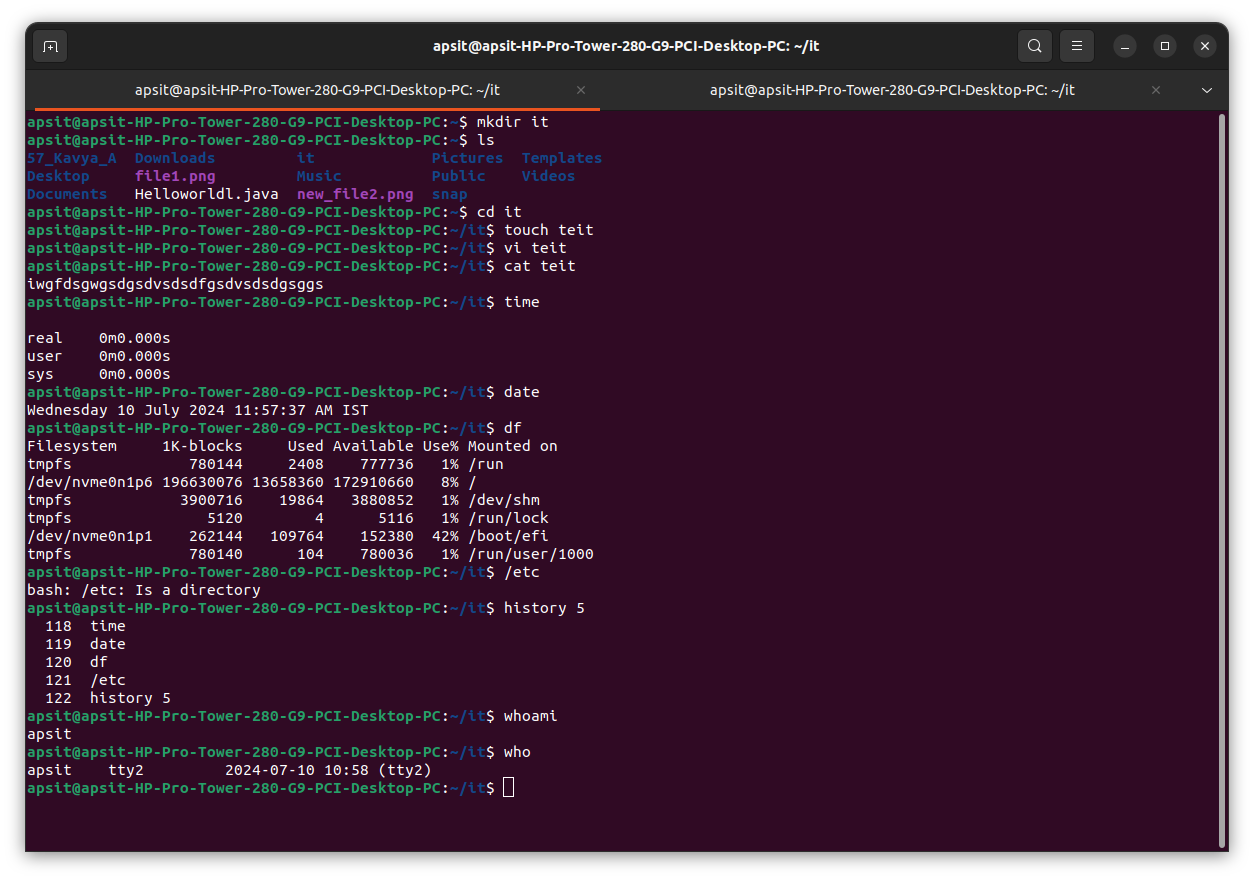 apsit@apsit-HP-Pro-Tower-280-G9-PCI-Desktop-PC: ~/it
apsit@apsit-HP-Pro-Tower-280-G9-PCI-Desktop-PC: ~/it
apsit@apsit-HP-Pro-Tower-280-G9-PCI-Desktop-PC: ~/it
apsit@apsit-HP-Pro-Tower-280-G9-PCI-Desktop-PC:~$ mkdir it
apsit@apsit-HP-Pro-Tower-280-G9-PCI-Desktop-PC:~$ ls
57_Kavya_A  Downloads         it             Pictures  Templates
Desktop     file1.png         Music          Public    Videos
Documents   Helloworldl.java  new_file2.png  snap
apsit@apsit-HP-Pro-Tower-280-G9-PCI-Desktop-PC:~$ cd it
apsit@apsit-HP-Pro-Tower-280-G9-PCI-Desktop-PC:~/it$ touch teit
apsit@apsit-HP-Pro-Tower-280-G9-PCI-Desktop-PC:~/it$ vi teit
apsit@apsit-HP-Pro-Tower-280-G9-PCI-Desktop-PC:~/it$ cat teit
iwgfdsgwgsdgsdvsdsdfgsdvsdsdgsggs
apsit@apsit-HP-Pro-Tower-280-G9-PCI-Desktop-PC:~/it$ time
real    0m0.000s
user    0m0.000s
sys     0m0.000s
apsit@apsit-HP-Pro-Tower-280-G9-PCI-Desktop-PC:~/it$ date
Wednesday 10 July 2024 11:57:37 AM IST
apsit@apsit-HP-Pro-Tower-280-G9-PCI-Desktop-PC:~/it$ df
Filesystem     1K-blocks     Used Available Use% Mounted on
tmpfs             780144     2408    777736   1% /run
/dev/nvme0n1p6 196630076 13658360 172910660   8% /
tmpfs            3900716    19864   3880852   1% /dev/shm
tmpfs               5120        4      5116   1% /run/lock
/dev/nvme0n1p1    262144   109764    152380  42% /boot/efi
tmpfs             780140      104    780036   1% /run/user/1000
apsit@apsit-HP-Pro-Tower-280-G9-PCI-Desktop-PC:~/it$ /etc
bash: /etc: Is a directory
apsit@apsit-HP-Pro-Tower-280-G9-PCI-Desktop-PC:~/it$ history 5
  118  time
  119  date
  120  df
  121  /etc
  122  history 5
apsit@apsit-HP-Pro-Tower-280-G9-PCI-Desktop-PC:~/it$ whoami
apsit
apsit@apsit-HP-Pro-Tower-280-G9-PCI-Desktop-PC:~/it$ who
apsit    tty2         2024-07-10 10:58 (tty2)
apsit@apsit-HP-Pro-Tower-280-G9-PCI-Desktop-PC:~/it$